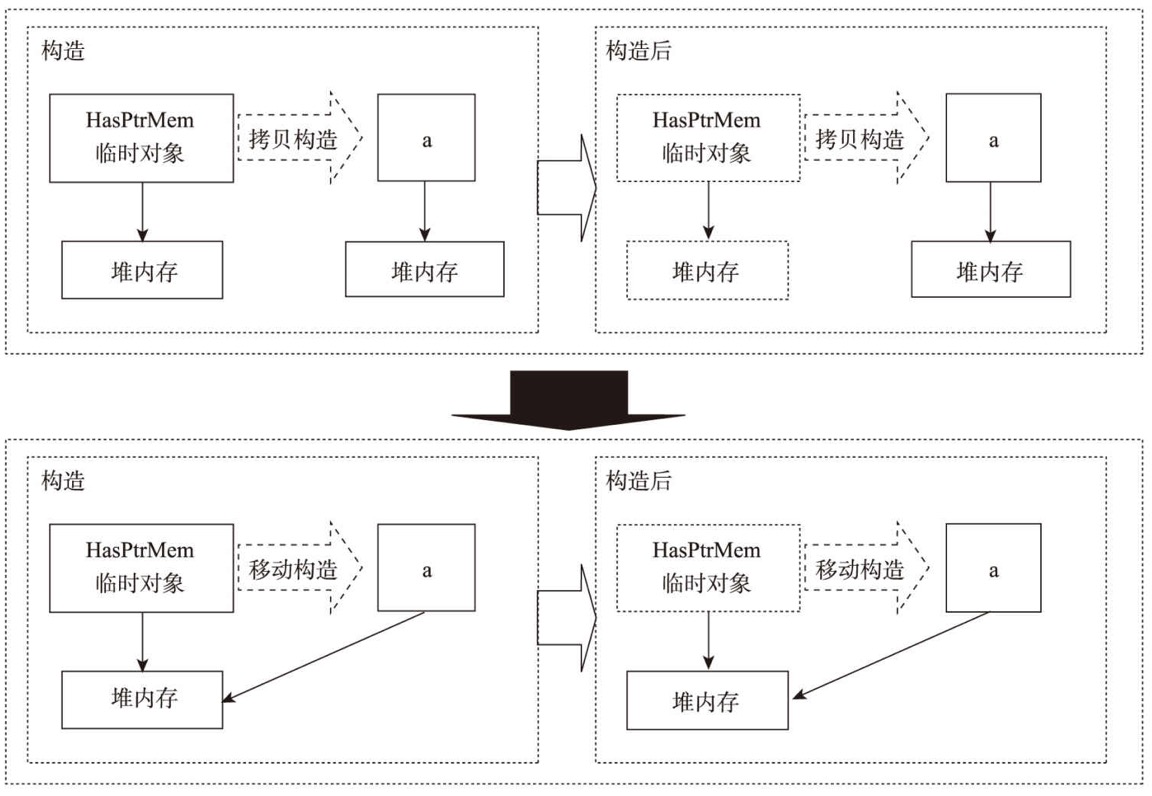 构造
HasPtrMem
临时对象
拷贝构造
a
堆内存
堆内存
构造后
HasPtrMem
临时对象
拷贝构造
a
堆内存
堆内存
构造
HasPtrMem
临时对象
移动构造
a
堆内存
构造后
HasPtrMem
临时对象
移动构造
a
堆内存